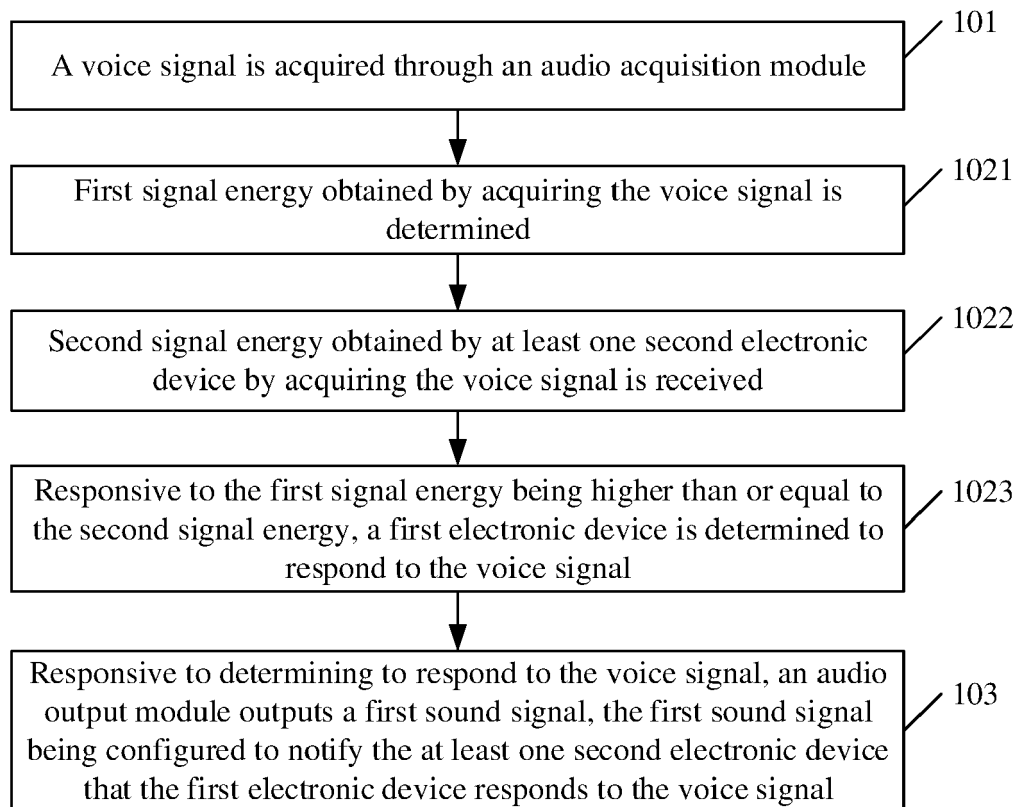 101
A voice signal is acquired through an audio acquisition module
1021
First signal energy obtained by acquiring the voice signal is
determined
1022
Second signal energy obtained by at least one second electronic
device by acquiring the voice signal is received
1023
Responsive to the first signal energy being higher than or equal to
the second signal energy, a first electronic device is determined to
respond to the voice signal
103
Responsive to determining to respond to the voice signal, an audio
output module outputs a first sound signal, the first sound signal
being configured to notify the at least one second electronic device
that the first electronic device responds to the voice signal